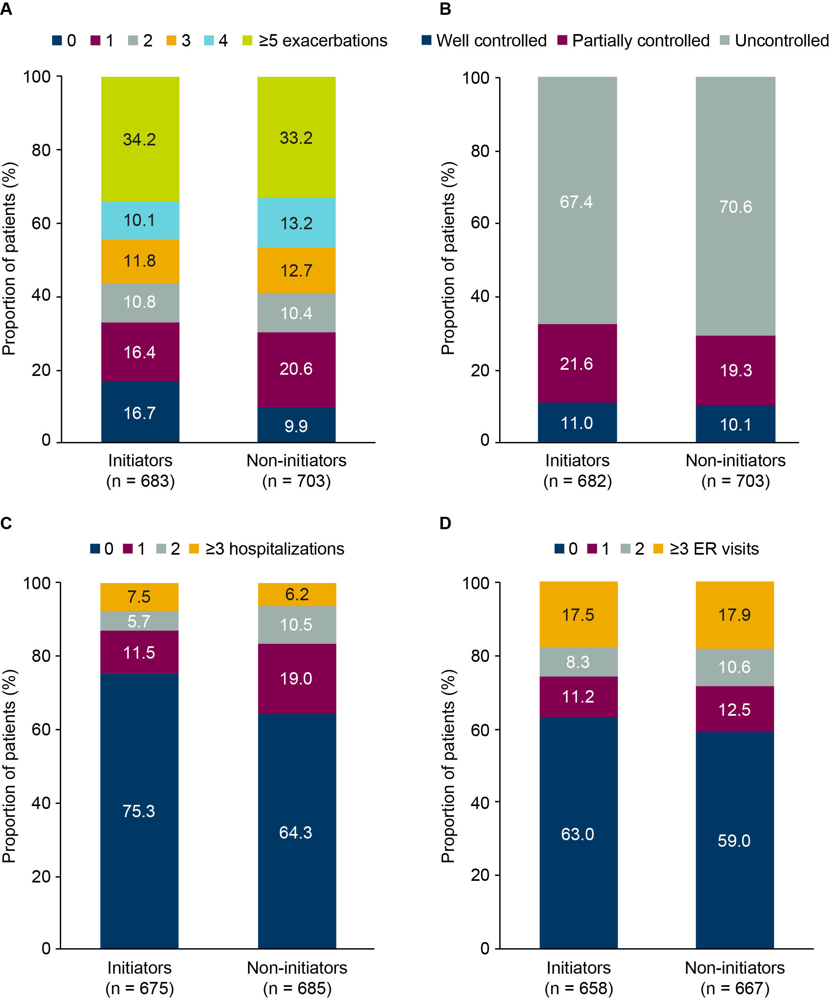 A
0 1 2 3 4 ≥5 exacerbations
Proportion of patients (%)
100
80
60
40
20
0
34.2
10.1
11.8
10.8
16.4
16.7
33.2
13.2
12.7
10.4
20.6
9.9
Initiators
(n = 683)
Non-initiators
(n = 703)
B
Well controlled Partially controlled Uncontrolled
Proportion of patients (%)
100
80
60
40
20
0
67.4
21.6
11.0
70.6
19.3
10.1
Initiators
(n = 682)
Non-initiators
(n = 703)
C
0 1 2 ≥3 hospitalizations
Proportion of patients (%)
100
80
60
40
20
0
7.5
5.7
11.5
75.3
6.2
10.5
19.0
64.3
Initiators
(n = 675)
Non-initiators
(n = 685)
D
0 1 2 ≥3 ER visits
Proportion of patients (%)
100
80
60
40
20
0
17.5
8.3
11.2
63.0
17.9
10.6
12.5
59.0
Initiators
(n = 658)
Non-initiators
(n = 667)